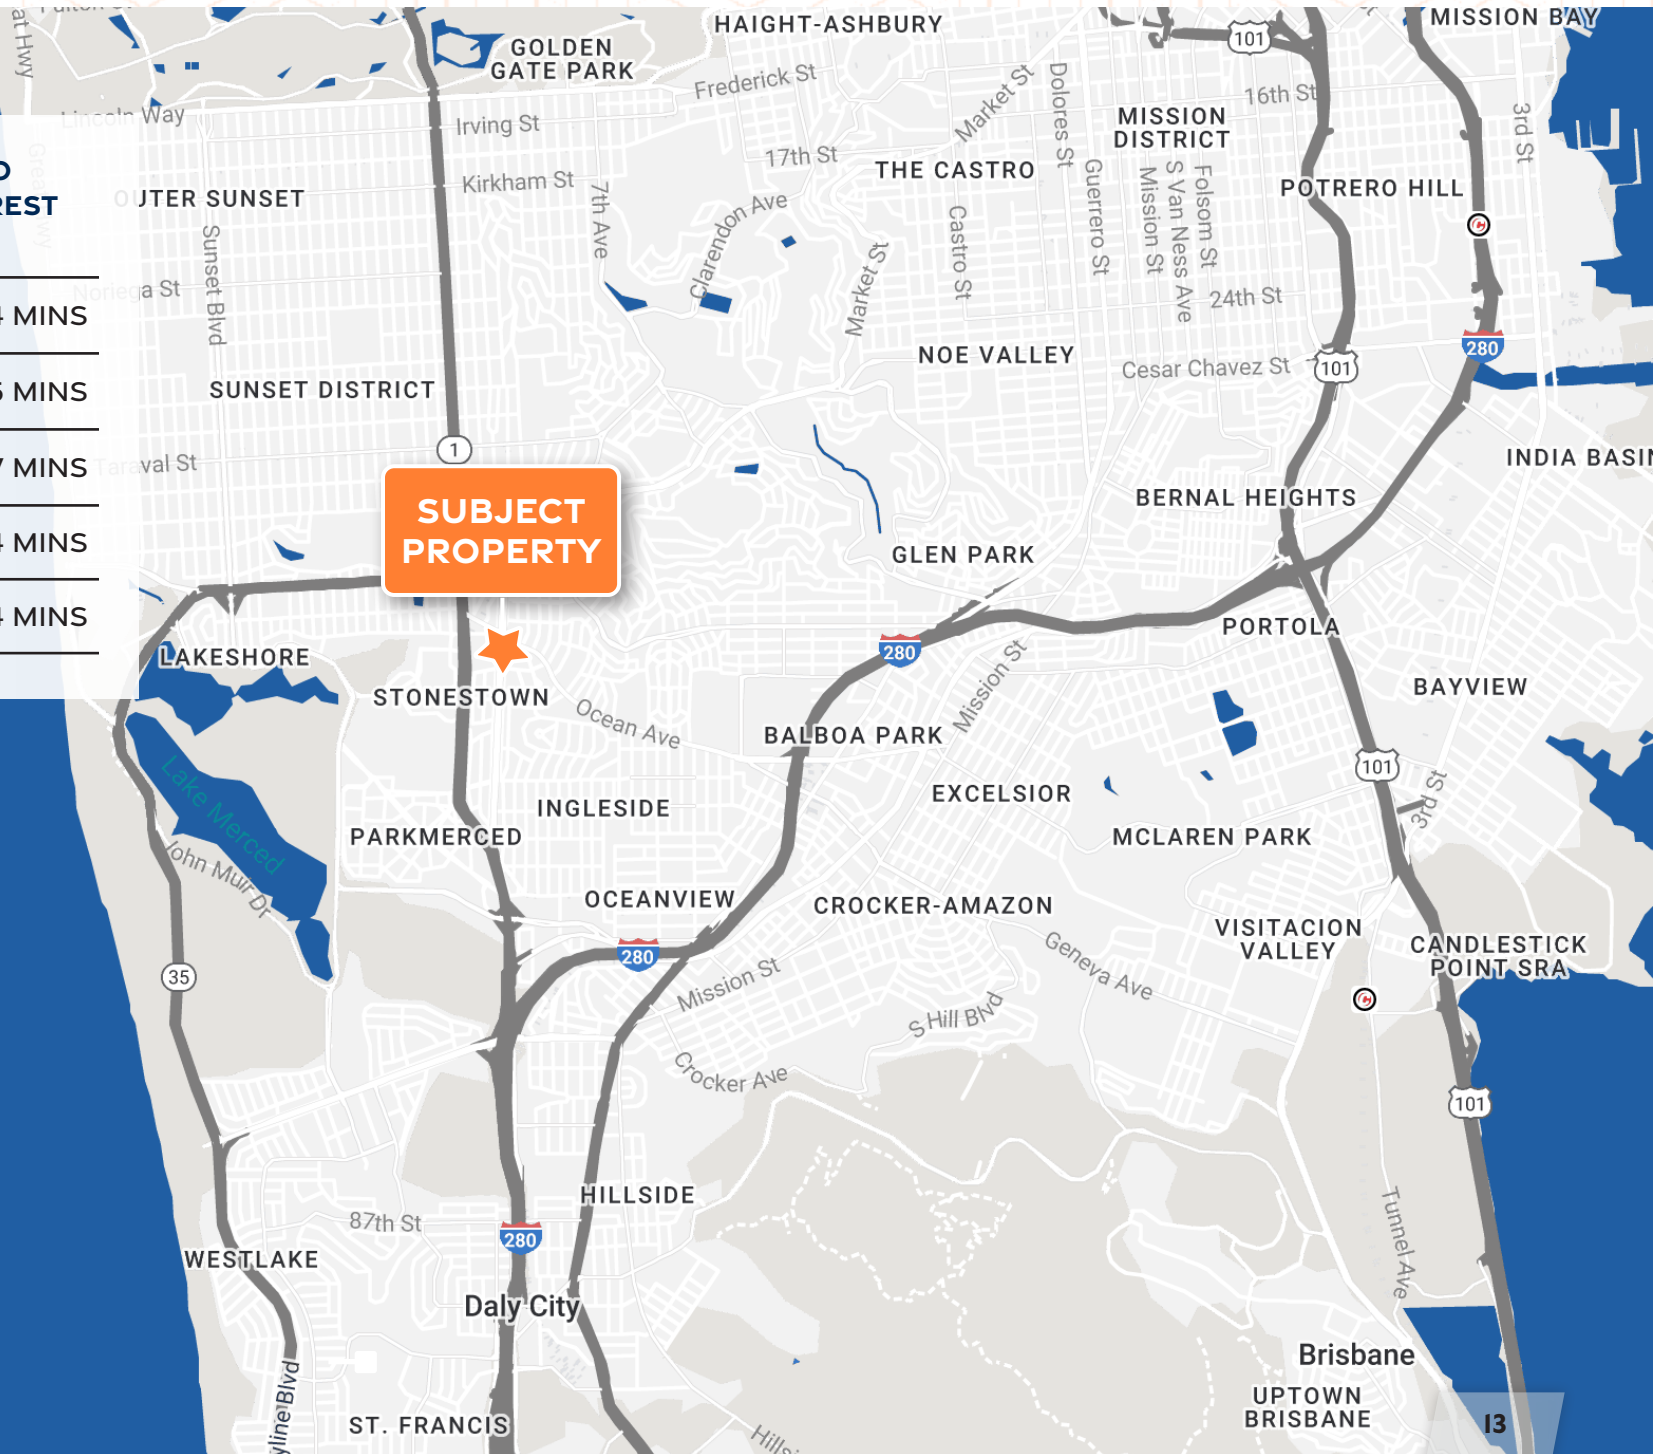 HAIGHT-ASHBURY
MISSION BAY
GOLDEN
GATE PARK
101
Frederick St
Market St
Dolores St
16th St
Lincoln Way
Irving St
MISSION
DISTRICT
3rd St
17th St
THE CASTRO
Kirkham St
7th Ave
Clarendon Ave
Castro St
Guerrero St
Mission St
S Van Ness Ave
Folsom St
POTRERO HILL
OUTER SUNSET
Sunset Blvd
Noriega St
MINS
Market St
24th St
NOE VALLEY
Cesar Chavez St
101
280
SUNSET DISTRICT
MINS
1
Taraval St
MINS
INDIA BASIN
BERNAL HEIGHTS
SUBJECT
PROPERTY
MINS
GLEN PARK
MINS
PORTOLA
280
LAKESHORE
Mission St
BAYVIEW
STONESTOWN
Ocean Ave
BALBOA PARK
101
3rd St
Lake Merced
EXCELSIOR
INGLESIDE
PARKMERCED
MCLAREN PARK
John Muir Dr
OCEANVIEW
CROCKER-AMAZON
VISITACION
VALLEY
CANDLESTICK
POINT SRA
280
35
Mission St
Geneva Ave
S Hill Blvd
Crocker Ave
101
HILLSIDE
87th St
280
Tunnel Ave
WESTLAKE
Daly City
Brisbane
UPTOWN
BRISBANE
ST. FRANCIS
13